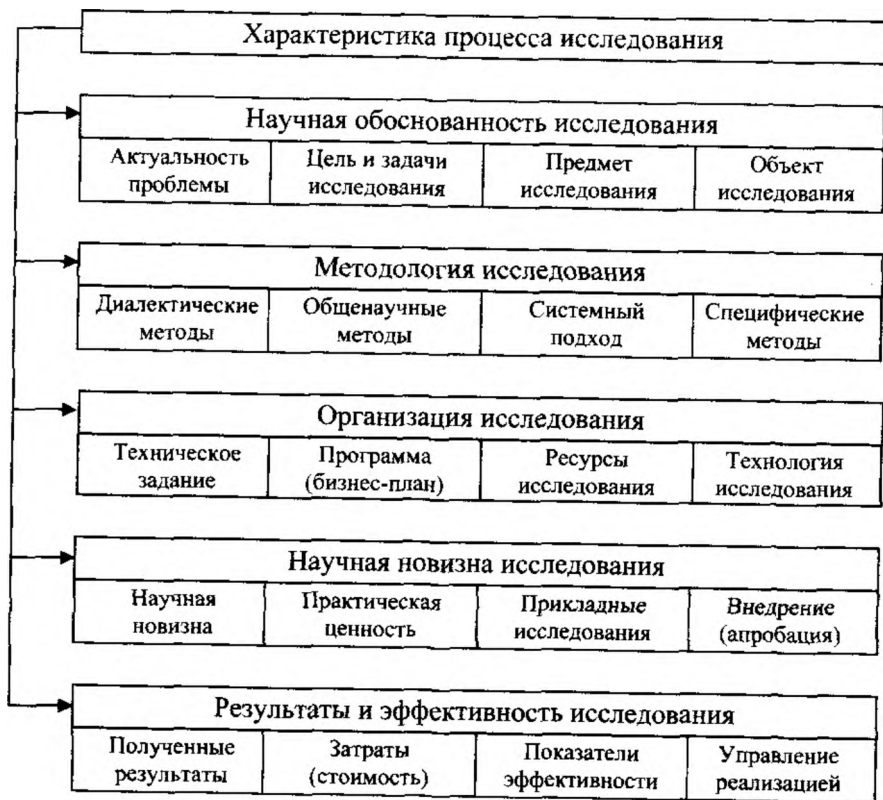 Характеристика процесса исследования
Научная обоснованность исследования
Актуальность
проблемы
Цель и задачи
исследования
Предмет
исследования
Объект
исследования
Методология исследования
Диалектические
методы
Общенаучные
методы
Системный
подход
Специфические
методы
Организация исследования
Техническое
задание
Программа
(бизнес-план)
Ресурсы
исследования
Технология
исследования
Научная новизна исследования
Научная
новизна
Практическая
ценность
Прикладные
исследования
Внедрение
(апробация)
Результаты и эффективность исследования
Полученные
результаты
Затраты
(стоимость)
Показатели
эффективности
Управление
реализацией